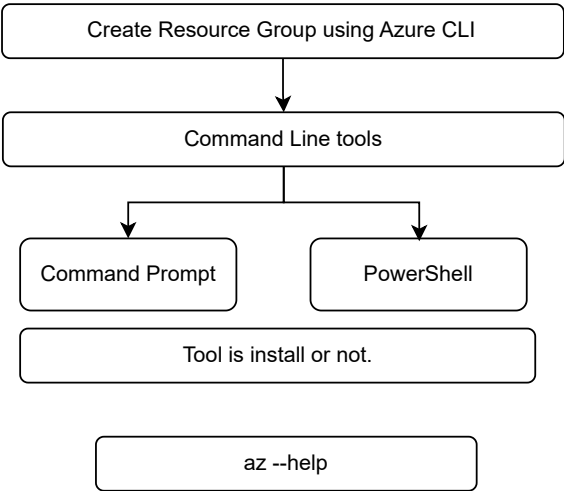 Create Resource Group using Azure CLI
Command Line tools
Command Prompt
PowerShell
Tool is install or not.
az --help